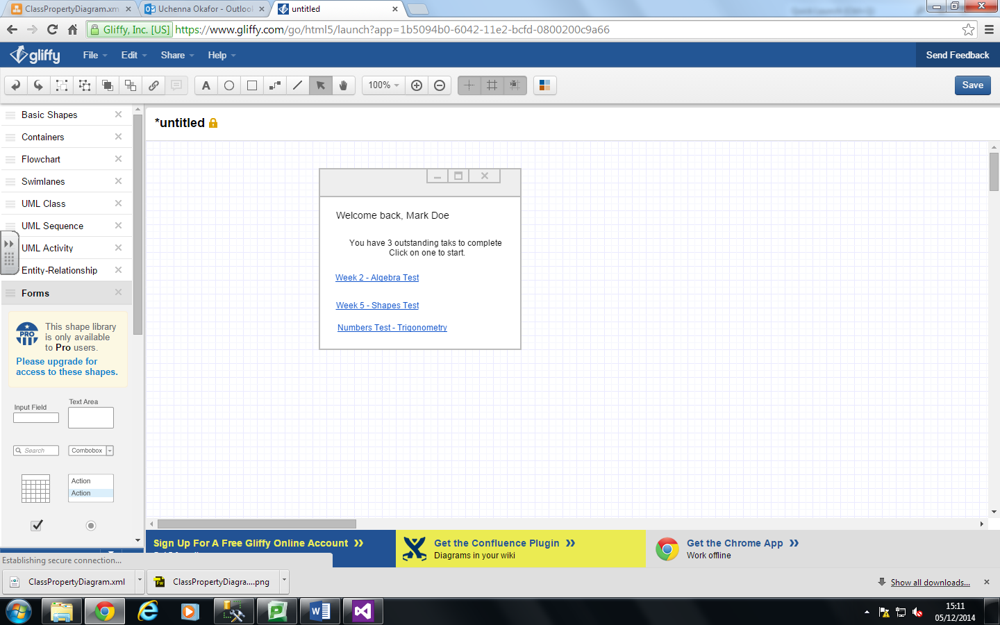 ClassPropertyDiagram.xm
Uchenna Okafor - Outloo
untitled
Gliffy, Inc. [US]
https://www.gliffy.com/go/html5/launch?app=1b5094b0-6042-11e2-bcfd-0800200c9a66
gliffy
File
Edit
Share
Help
Send Feedback
A
100%
Save
Basic Shapes
Containers
Flowchart
Swimlanes
UML Class
UML Sequence
UML Activity
Entity-Relationship
Forms
PRO
This shape library
is only available
to Pro users.
Please upgrade for
access to these shapes.
Input Field
Text Area
Search
Combobox
Action
Action
*untitled
Welcome back, Mark Doe
You have 3 outstanding taks to complete
Click on one to start.
Week 2 - Algebra Test
Week 5 - Shapes Test
Numbers Test - Trigonometry
Sign Up For A Free Gliffy Online Account
Get the Confluence Plugin
Diagrams in your wiki
Get the Chrome App
Work offline
Establishing secure connection...
ClassPropertyDiagram.xml
Fw
ClassPropertyDiagra....png
Show all downloads...
15:11
05/12/2014